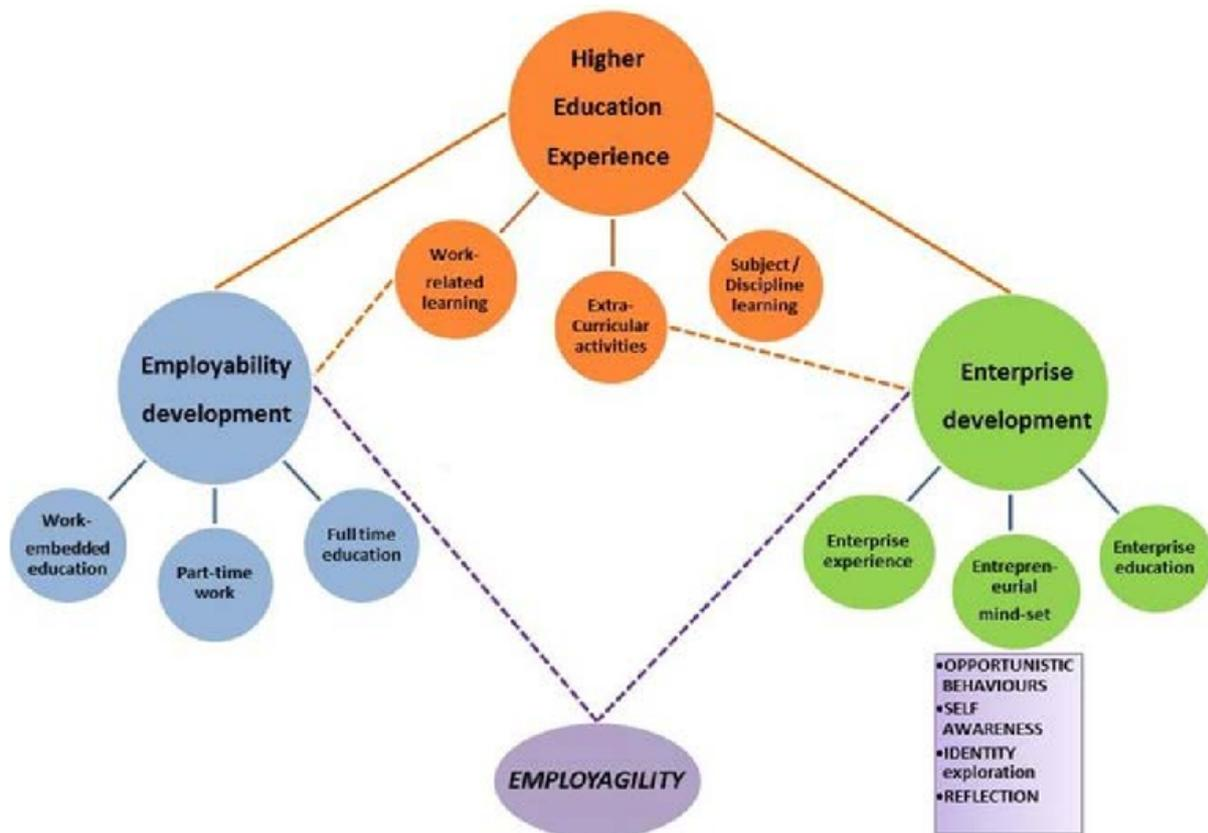 Higher
Education
Experience
Work-
related
learning
Extra-
Curricular
activities
Subject /
Discipline
learning
Employability
development
Enterprise
development
Work-
embedded
education
Part-time
work
Full time
education
Enterprise
experience
Entrepren-
eurial
mind-set
Enterprise
education
•OPPORTUNISTIC
BEHAVIOURS
•SELF
AWARENESS
•IDENTITY
exploration
•REFLECTION
EMPLOYAGILITY